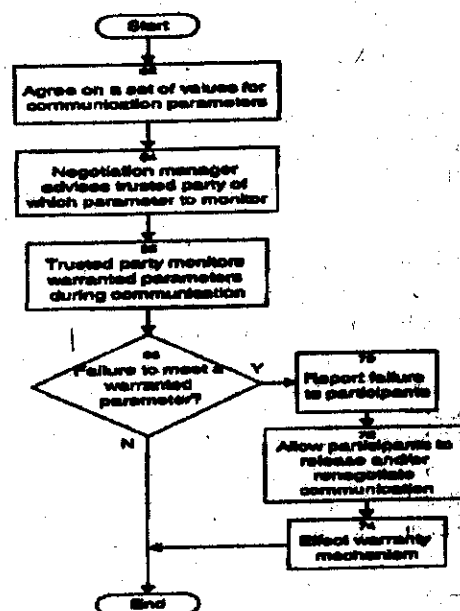 Start
Agree on a set of values for
communication parameters
Negotiation manager
advises trusted party of
which parameter to monitor
Trusted party monitors
warranted parameters
during communication
Failure to meet a
warranted
parameter?
Y
N
Report failure
to participants
Allow participants to
release and/or
renegotiate
communication
74
Effect warranty
mechanism
End